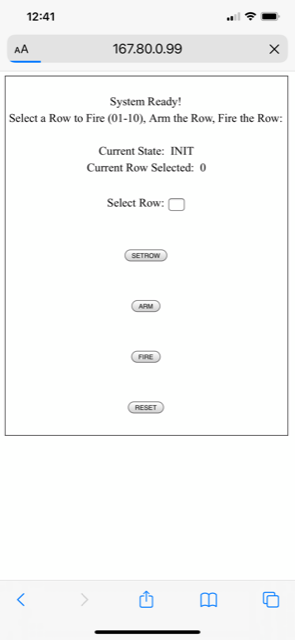 12:41
AA
167.80.0.99
System Ready!
Select a Row to Fire (01-10), Arm the Row, Fire the Row:
Current State: INIT
Current Row Selected: 0
Select Row:
SETROW
ARM
FIRE
RESET